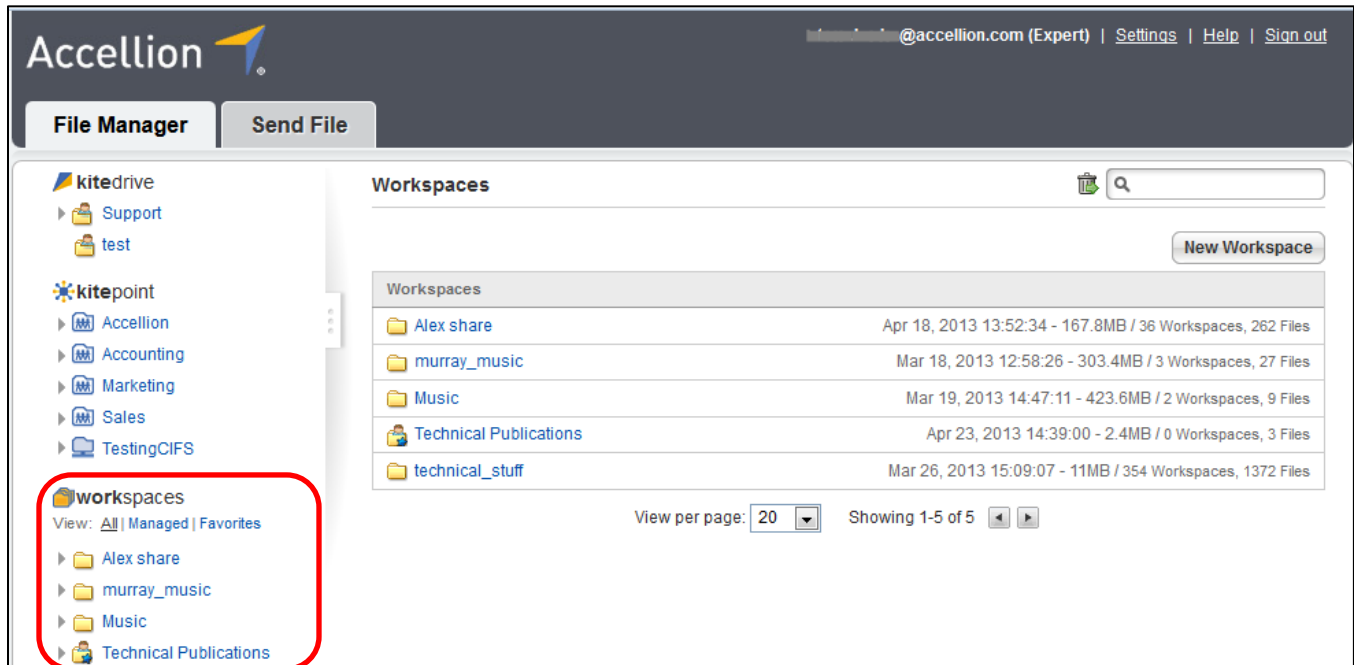 Accellion
@accellion.com (Expert) | Settings | Help | Sign out
File Manager
Send File
kitedrive
Support
test
kitepoint
Accellion
Accounting
Marketing
Sales
TestingCIFS
workspaces
View: All | Managed | Favorites
Alex share
murray_music
Music
Technical Publications
Workspaces
New Workspace
Workspaces
Alex share Apr 18, 2013 13:52:34 - 167.8MB / 36 Workspaces, 262 Files
murray_music Mar 18, 2013 12:58:26 - 303.4MB / 3 Workspaces, 27 Files
Music Mar 19, 2013 14:47:11 - 423.6MB / 2 Workspaces, 9 Files
Technical Publications Apr 23, 2013 14:39:00 - 2.4MB / 0 Workspaces, 3 Files
technical_stuff Mar 26, 2013 15:09:07 - 11MB / 354 Workspaces, 1372 Files
View per page: 20 Showing 1-5 of 5